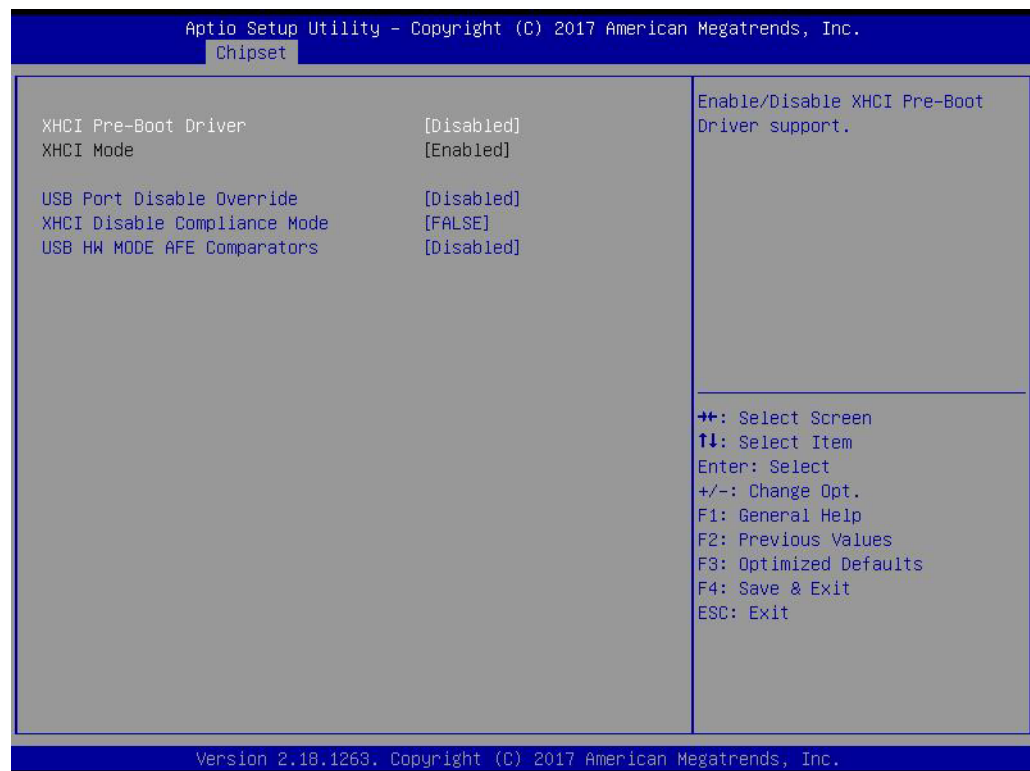 Aptio Setup Utility – Copyright (C) 2017 American Megatrends, Inc.
Chipset
XHCI Pre-Boot Driver [Disabled]
XHCI Mode [Enabled]
USB Port Disable Override [Disabled]
XHCI Disable Compliance Mode [FALSE]
USB HW MODE AFE Comparators [Disabled]
Enable/Disable XHCI Pre-Boot
Driver support.
→←: Select Screen
↑↓: Select Item
Enter: Select
+/-: Change Opt.
F1: General Help
F2: Previous Values
F3: Optimized Defaults
F4: Save & Exit
ESC: Exit
Version 2.18.1263. Copyright (C) 2017 American Megatrends, Inc.